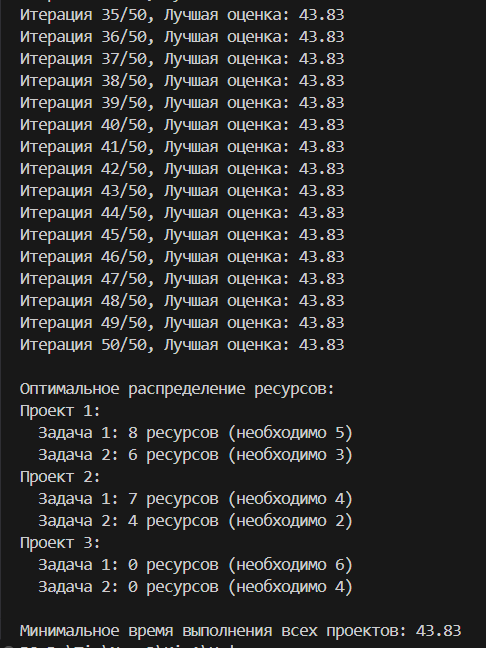 Итерация 35/50, Лучшая оценка: 43.83
Итерация 36/50, Лучшая оценка: 43.83
Итерация 37/50, Лучшая оценка: 43.83
Итерация 38/50, Лучшая оценка: 43.83
Итерация 39/50, Лучшая оценка: 43.83
Итерация 40/50, Лучшая оценка: 43.83
Итерация 41/50, Лучшая оценка: 43.83
Итерация 42/50, Лучшая оценка: 43.83
Итерация 43/50, Лучшая оценка: 43.83
Итерация 44/50, Лучшая оценка: 43.83
Итерация 45/50, Лучшая оценка: 43.83
Итерация 46/50, Лучшая оценка: 43.83
Итерация 47/50, Лучшая оценка: 43.83
Итерация 48/50, Лучшая оценка: 43.83
Итерация 49/50, Лучшая оценка: 43.83
Итерация 50/50, Лучшая оценка: 43.83
Оптимальное распределение ресурсов:
Проект 1:
Задача 1: 8 ресурсов (необходимо 5)
Задача 2: 6 ресурсов (необходимо 3)
Проект 2:
Задача 1: 7 ресурсов (необходимо 4)
Задача 2: 4 ресурсов (необходимо 2)
Проект 3:
Задача 1: 0 ресурсов (необходимо 6)
Задача 2: 0 ресурсов (необходимо 4)
Минимальное время выполнения всех проектов: 43.83